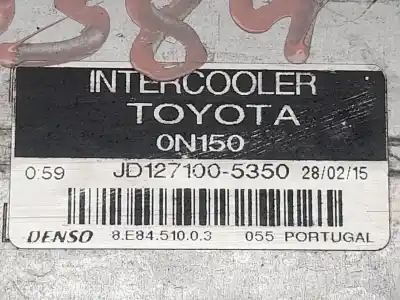 INTERCOOLER
TOYOTA
0N150
0:59 JD127100-5350 28/02/15
DENSO 8.E84.510.0.3 055 PORTUGAL